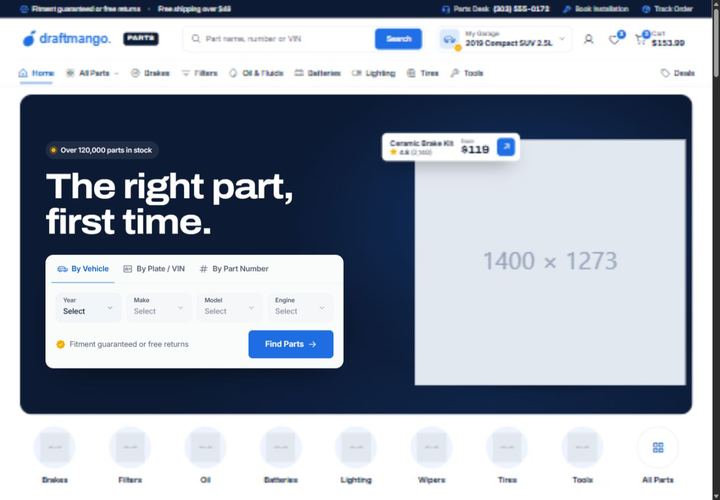 Fitment guaranteed or free returns · Free shipping over $49
Parts Desk (303) 555-0172 Book Installation Track Order
draftmango. PARTS
Part name, number or VIN
Search
My Garage
2019 Compact SUV 2.5L
Cart
$153.99
Home All Parts Brakes Filters Oil & Fluids Batteries Lighting Tires Tools Deals
Over 120,000 parts in stock
The right part,
first time.
By Vehicle By Plate / VIN By Part Number
Year Make Model Engine
Select Select Select Select
Fitment guaranteed or free returns
Find Parts →
Ceramic Brake Kit
4.8
$119
1400 × 1273
Brakes Filters Oil Batteries Lighting Wipers Tires Tools All Parts